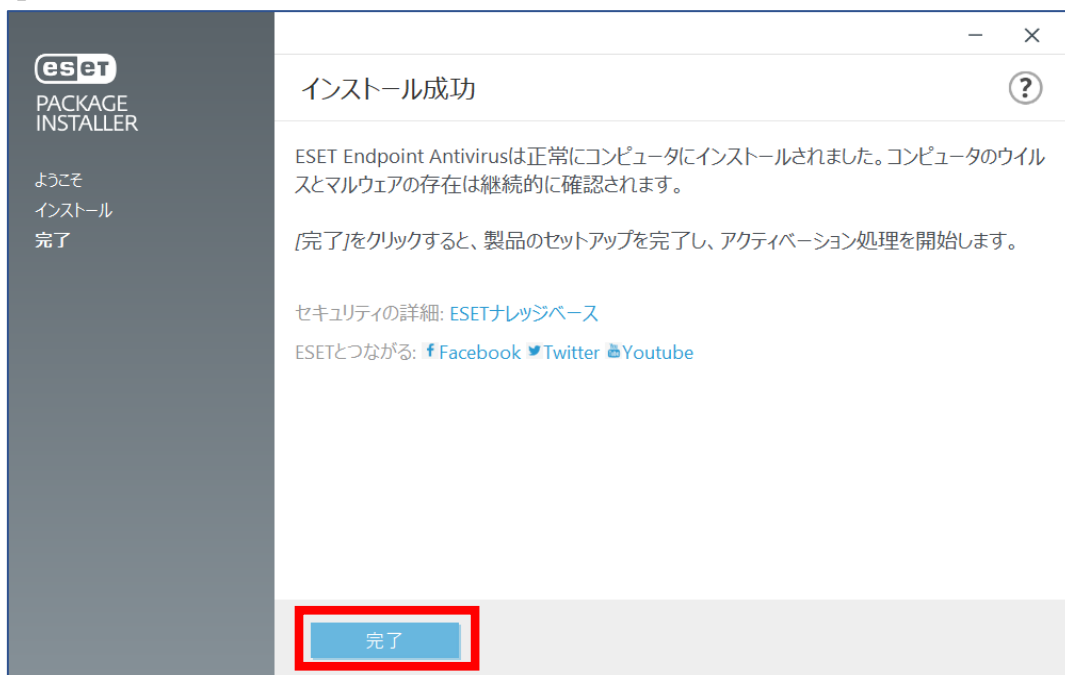 eset
PACKAGE
INSTALLER
ようこそ
インストール
完了
インストール成功
?
ESET Endpoint Antivirusは正常にコンピュータにインストールされました。コンピュータのウイル
スとマルウェアの存在は継続的に確認されます。
[完了]をクリックすると、製品のセットアップを完了し、アクティベーション処理を開始します。
セキュリティの詳細: ESETナレッジベース
ESETとつながる: Facebook Twitter Youtube
完了